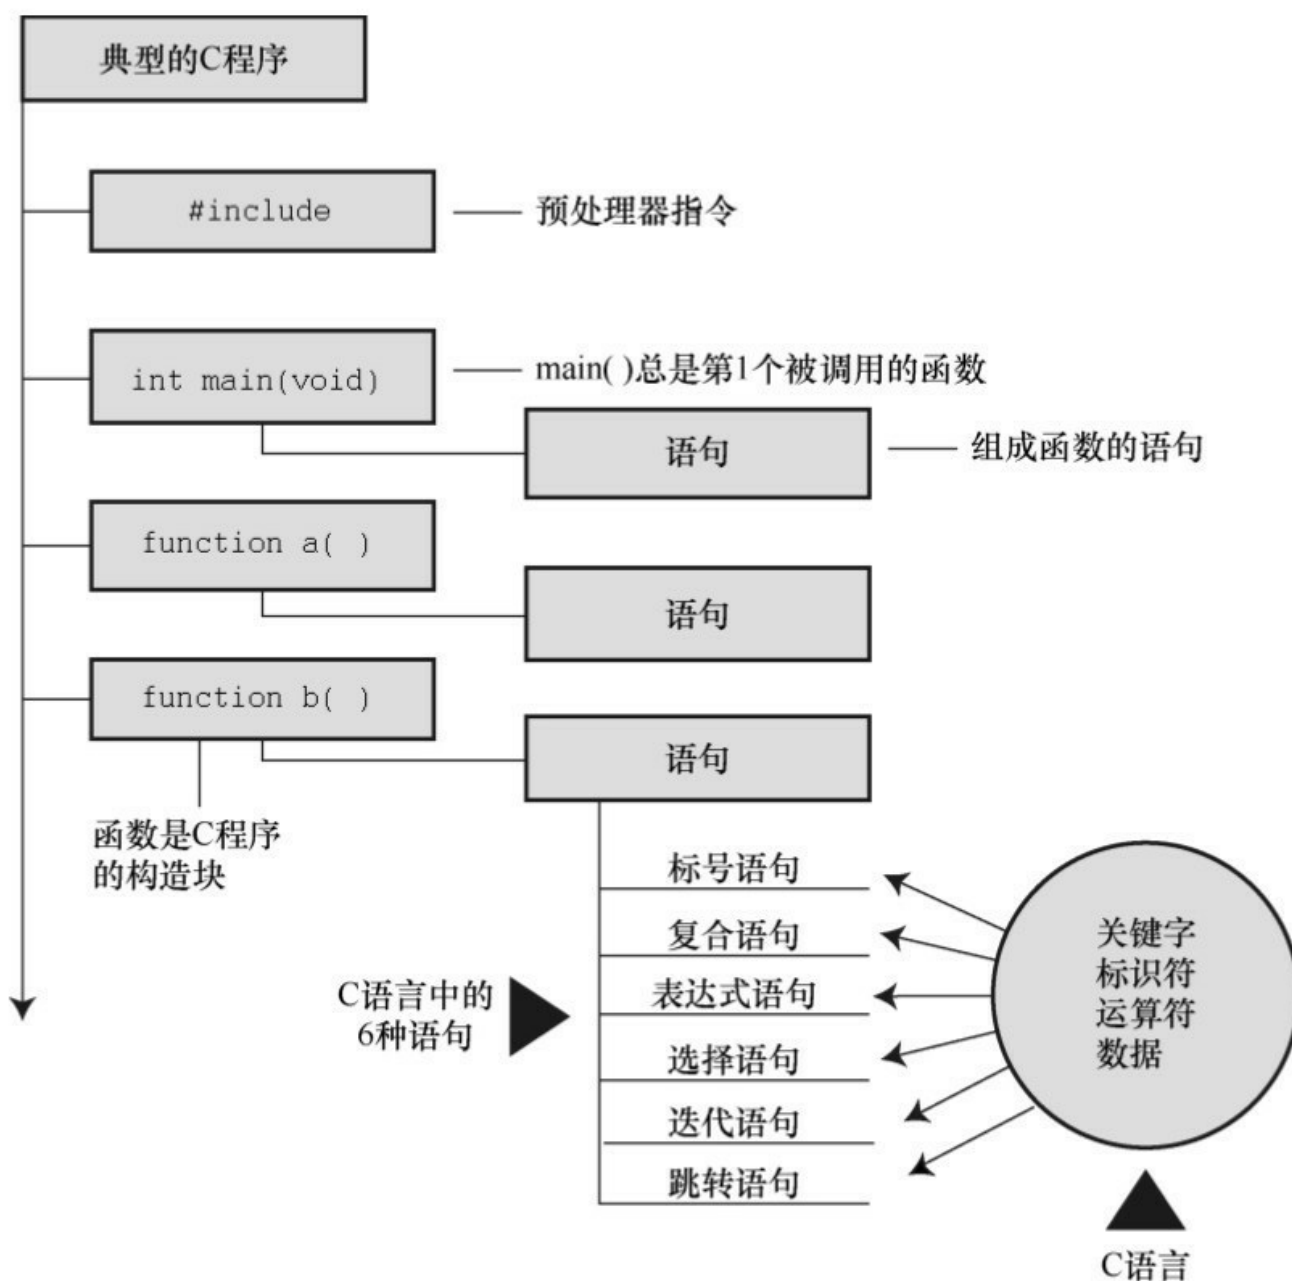 典型的C程序
#include
预处理器指令
int main(void)
main( )总是第1个被调用的函数
语句
组成函数的语句
function a( )
语句
function b( )
语句
函数是C程序
的构造块
标号语句
复合语句
表达式语句
选择语句
迭代语句
跳转语句
C语言中的
6种语句
关键字
标识符
运算符
数据
C语言